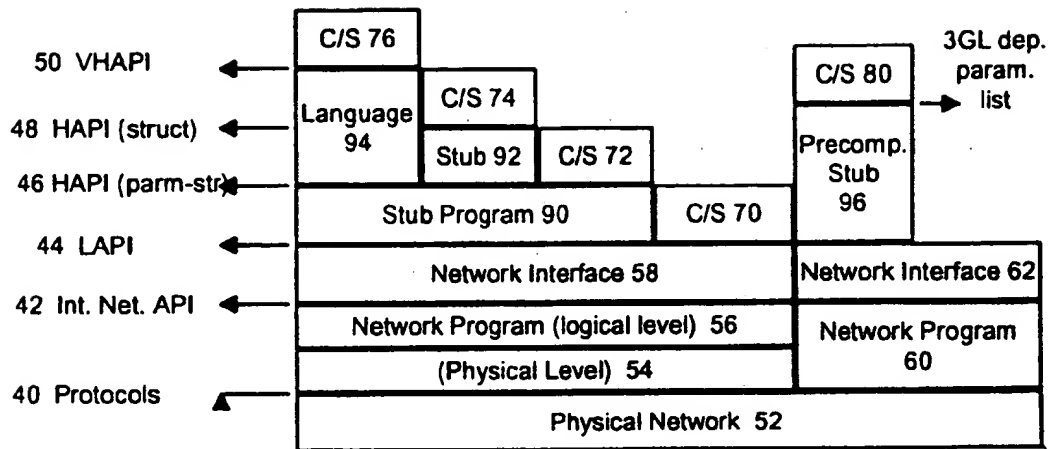 C/S 76
3GL dep.
param.
list
50 VHAPI
C/S 80
C/S 74
Language
94
48 HAPI (struct)
Stub 92
C/S 72
Precomp.
Stub
96
46 HAPI (parm-str)
Stub Program 90
C/S 70
44 LAPI
Network Interface 58
Network Interface 62
42 Int. Net. API
Network Program (logical level) 56
Network Program
60
(Physical Level) 54
40 Protocols
Physical Network 52